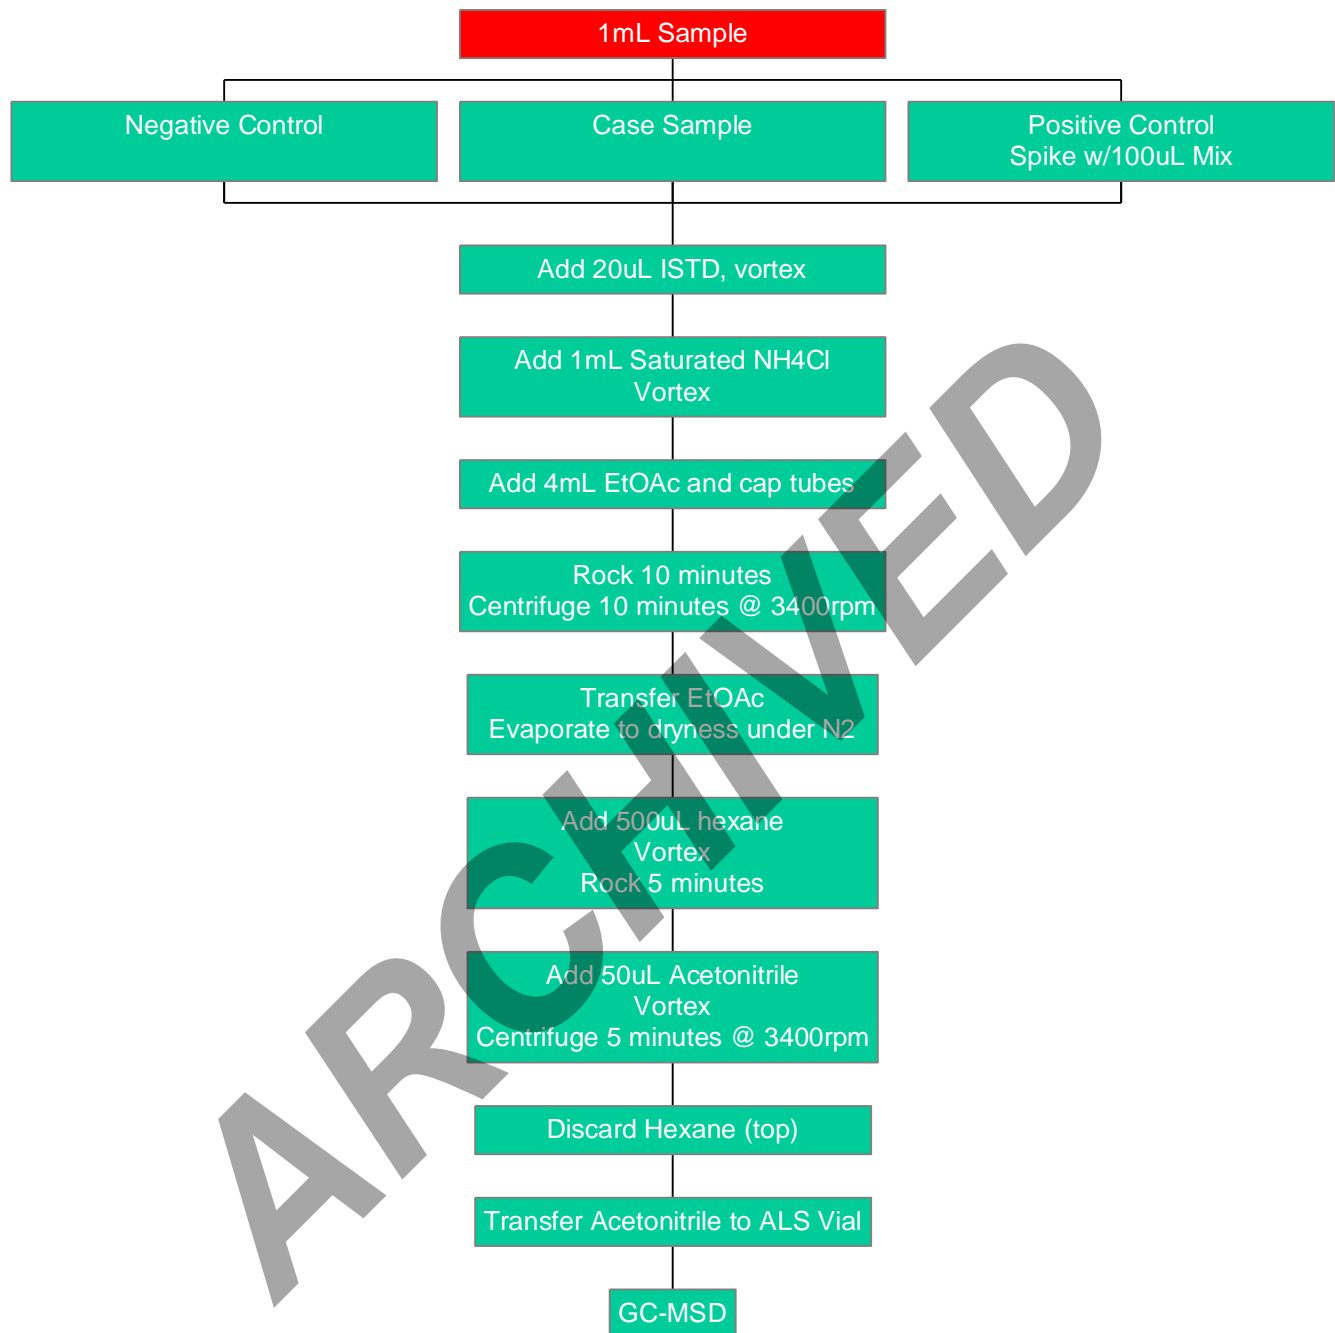 1mL Sample
Negative Control
Case Sample
Positive Control
Spike w/100uL Mix
Add 20uL ISTD, vortex
Add 1mL Saturated NH4Cl
Vortex
Add 4mL EtOAc and cap tubes
Rock 10 minutes
Centrifuge 10 minutes @ 3400rpm
Transfer EtOAc
Evaporate to dryness under N2
Add 500uL hexane
Vortex
Rock 5 minutes
Add 50uL Acetonitrile
Vortex
Centrifuge 5 minutes @ 3400rpm
Discard Hexane (top)
Transfer Acetonitrile to ALS Vial
GC-MSD
ARCHIVED